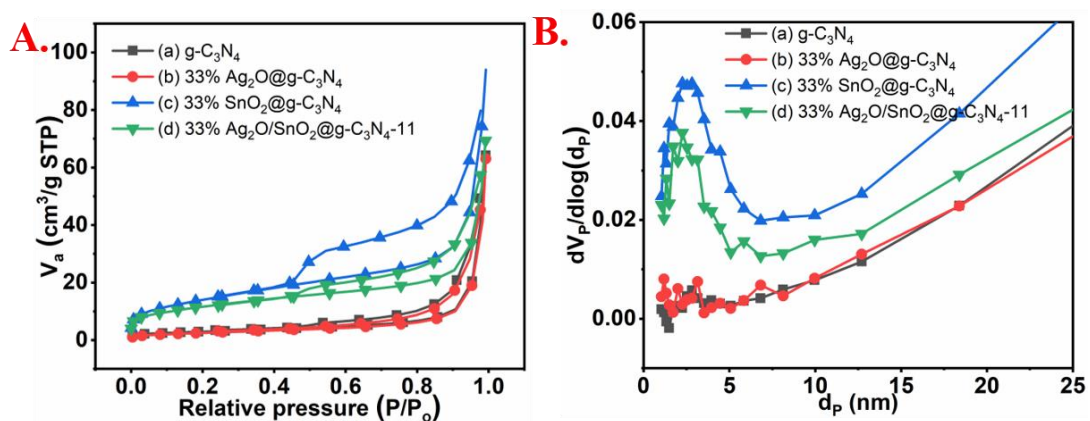 A.
100
80
60
40
20
0
Vₐ (cm³/g STP)
(a) g-C₃N₄
(b) 33% Ag₂O@g-C₃N₄
(c) 33% SnO₂@g-C₃N₄
(d) 33% Ag₂O/SnO₂@g-C₃N₄-11
0.0 0.2 0.4 0.6 0.8 1.0
Relative pressure (P/Pₒ)
B.
0.06
0.04
0.02
0.00
dVₚ/dlog(dₚ)
(a) g-C₃N₄
(b) 33% Ag₂O@g-C₃N₄
(c) 33% SnO₂@g-C₃N₄
(d) 33% Ag₂O/SnO₂@g-C₃N₄-11
0 5 10 15 20 25
dₚ (nm)